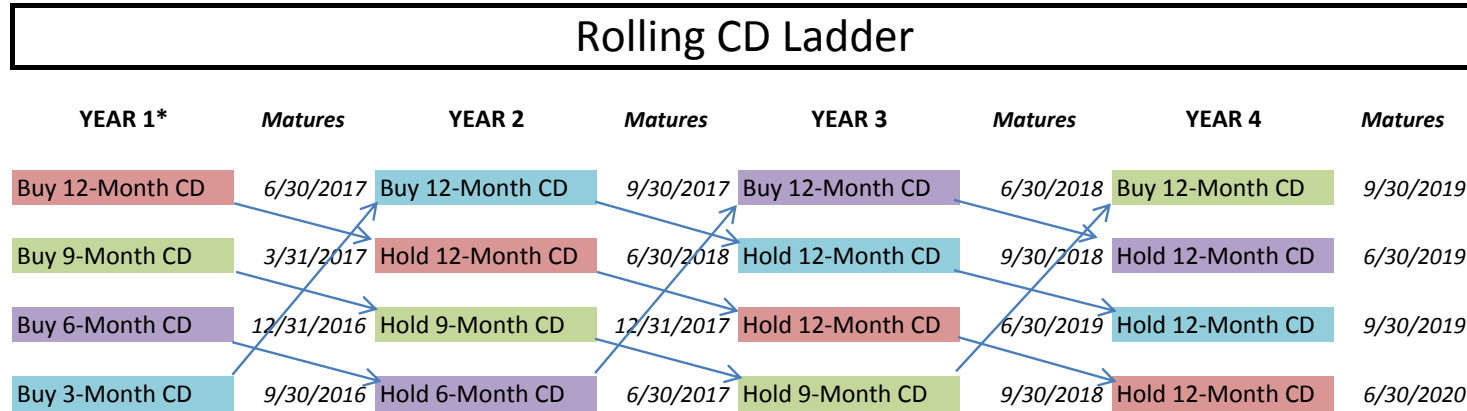 Rolling CD Ladder
YEAR 1* Matures YEAR 2 Matures YEAR 3 Matures YEAR 4 Matures
Buy 12-Month CD 6/30/2017 Buy 12-Month CD 9/30/2017 Buy 12-Month CD 6/30/2018 Buy 12-Month CD 9/30/2019
Buy 9-Month CD 3/31/2017 Hold 12-Month CD 6/30/2018 Hold 12-Month CD 9/30/2018 Hold 12-Month CD 6/30/2019
Buy 6-Month CD 12/31/2016 Hold 9-Month CD 12/31/2017 Hold 12-Month CD 6/30/2019 Hold 12-Month CD 9/30/2019
Buy 3-Month CD 9/30/2016 Hold 6-Month CD 6/30/2017 Hold 9-Month CD 9/30/2018 Hold 12-Month CD 6/30/2020